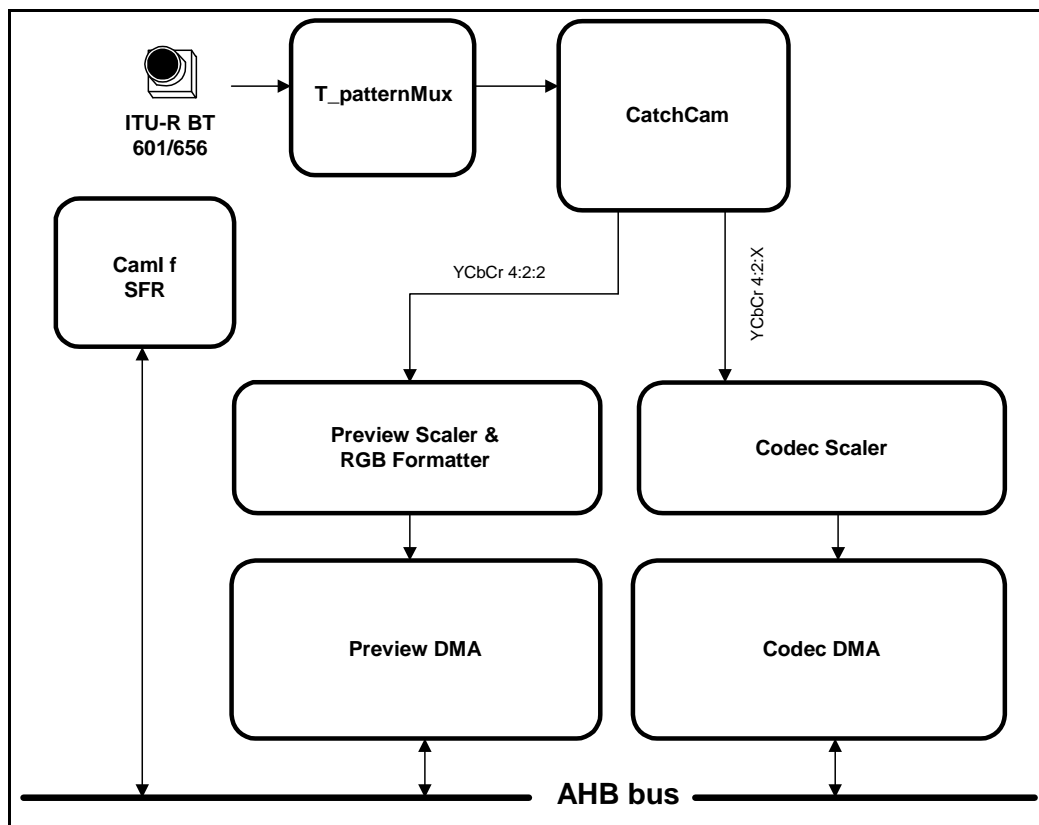 T_patternMux
CatchCam
ITU-R BT
601/656
CamI f
SFR
YCbCr 4:2:2
YCbCr 4:2:X
Preview Scaler &
RGB Formatter
Codec Scaler
Preview DMA
Codec DMA
AHB bus